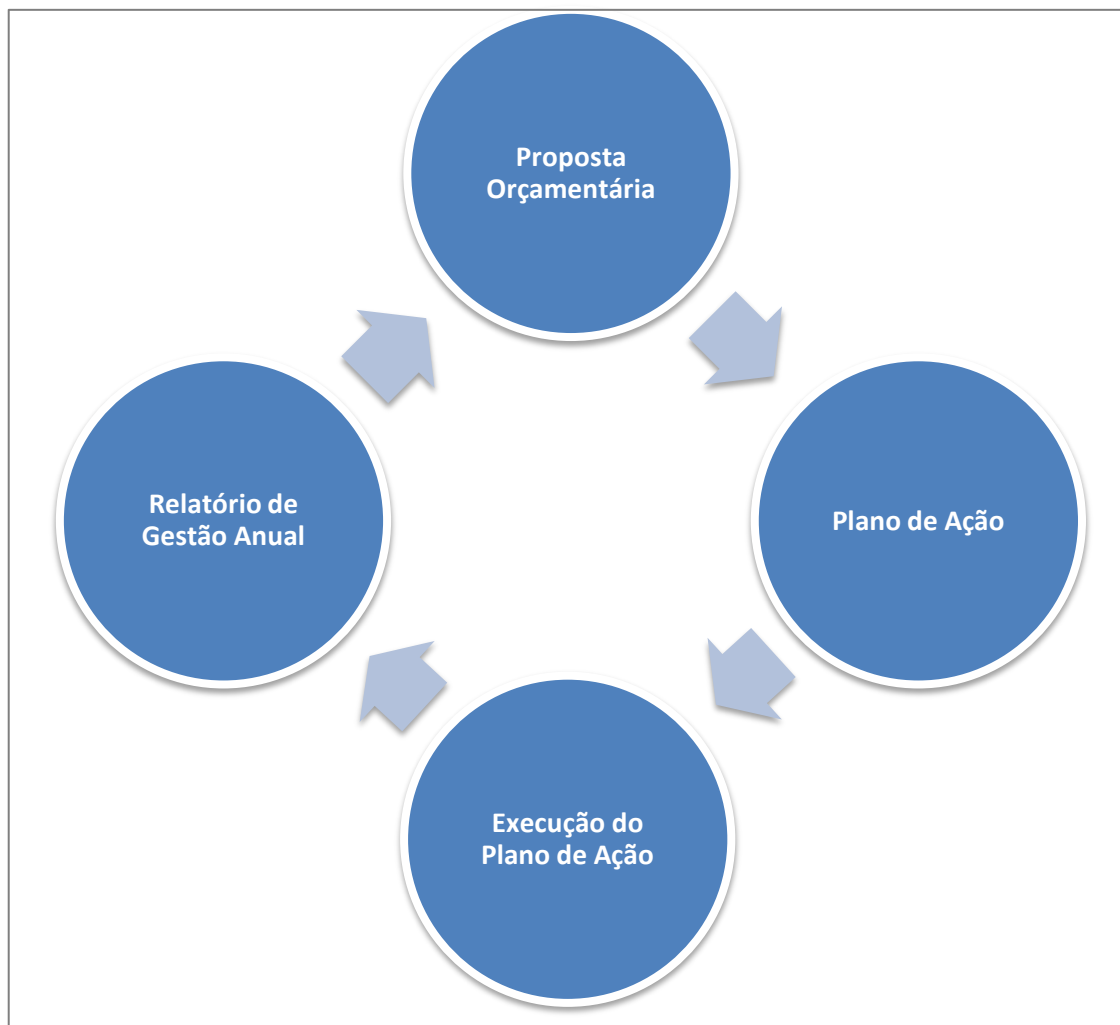 Proposta
Orçamentária
Plano de Ação
Execução do
Plano de Ação
Relatório de
Gestão Anual